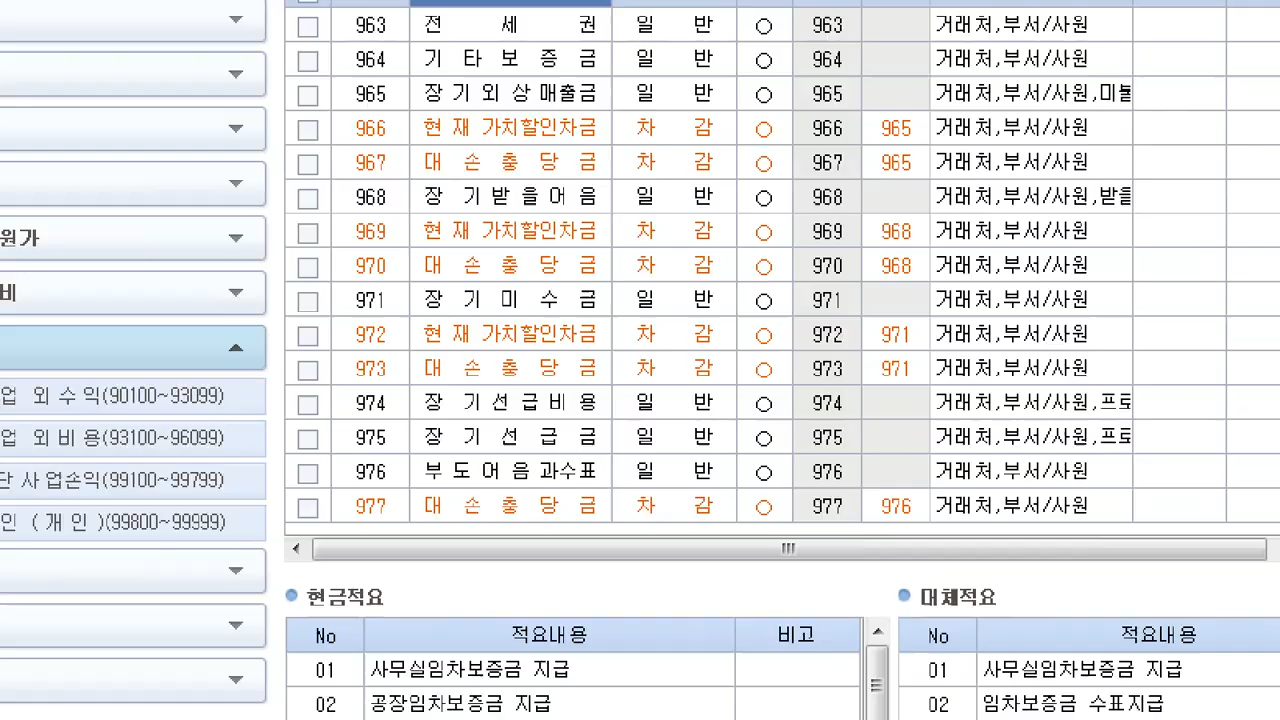 원가
비
업 외 수 익(90100~93099)
업 외 비 용(93100~96099)
단 사 업손익(99100~99799)
인 ( 개 인 )(99800~99999)
963 전 세 권 일 반 ○ 963 거래처,부서/사원
964 기 타 보 증 금 일 반 ○ 964 거래처,부서/사원
965 장 기 외 상 매출금 일 반 ○ 965 거래처,부서/사원,미불
966 현 재 가치할인차금 차 감 ○ 966 965 거래처,부서/사원
967 대 손 충 당 금 차 감 ○ 967 965 거래처,부서/사원
968 장 기 받 을 어 음 일 반 ○ 968 거래처,부서/사원,받을
969 현 재 가치할인차금 차 감 ○ 969 968 거래처,부서/사원
970 대 손 충 당 금 차 감 ○ 970 968 거래처,부서/사원
971 장 기 미 수 금 일 반 ○ 971 거래처,부서/사원
972 현 재 가치할인차금 차 감 ○ 972 971 거래처,부서/사원
973 대 손 충 당 금 차 감 ○ 973 971 거래처,부서/사원
974 장 기 선 급 비 용 일 반 ○ 974 거래처,부서/사원,프로
975 장 기 선 급 금 일 반 ○ 975 거래처,부서/사원,프로
976 부 도 어 음 과수표 일 반 ○ 976 거래처,부서/사원
977 대 손 충 당 금 차 감 ○ 977 976 거래처,부서/사원
현금적요
No 적요내용 비고
01 사무실임차보증금 지급
02 공장임차보증금 지급
대체적요
No 적요내용
01 사무실임차보증금 지급
02 임차보증금 수표지급